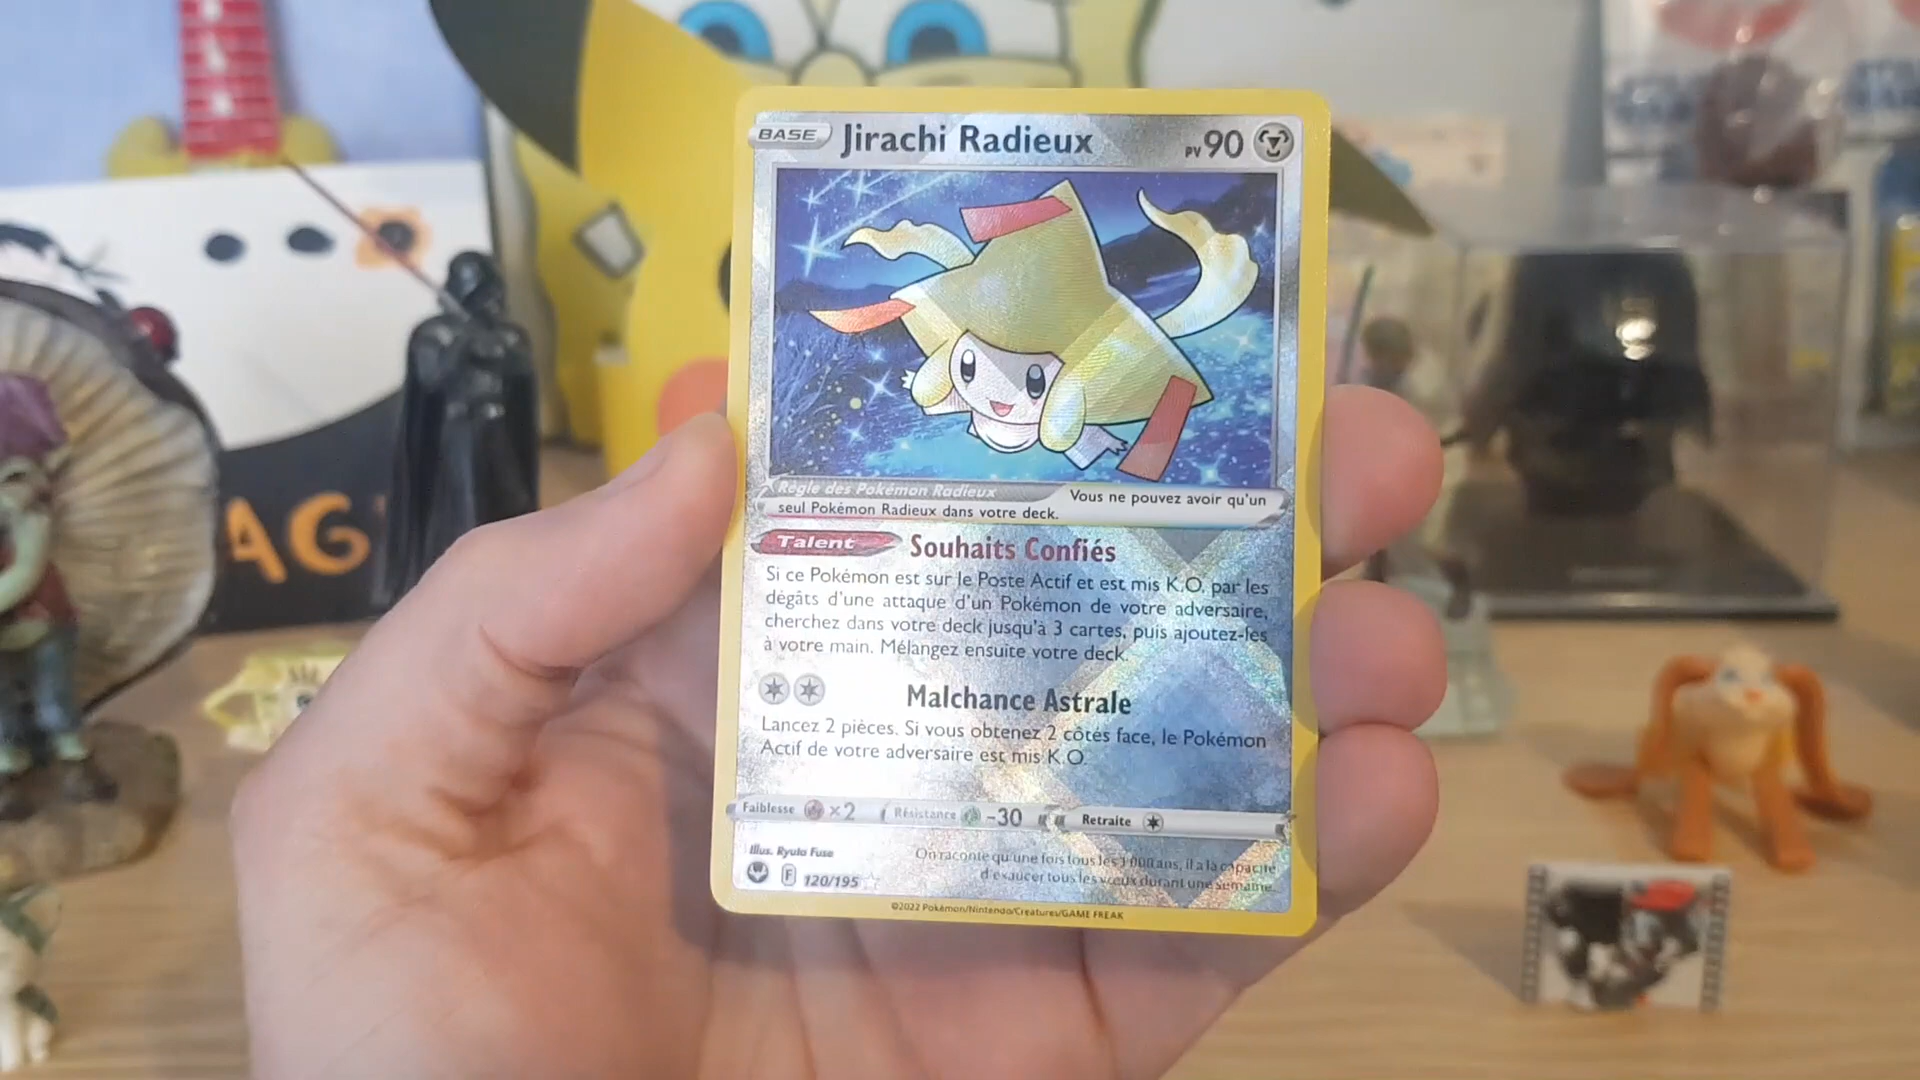 BASE
Jirachi Radieux
PV 90
Règle des Pokémon Radieux
Vous ne pouvez avoir qu'un
seul Pokémon Radieux dans votre deck.
Talent
Souhaits Confiés
Si ce Pokémon est sur le Poste Actif et est mis K.O. par les
dégâts d'une attaque d'un Pokémon de votre adversaire,
cherchez dans votre deck jusqu'à 3 cartes, puis ajoutez-les
à votre main. Mélangez ensuite votre deck.
Malchance Astrale
Lancez 2 pièces. Si vous obtenez 2 côtés face, le Pokémon
Actif de votre adversaire est mis K.O.
Faiblesse ×2
Résistance -30
Retraite
Illus. Ryuta Fuse
F 120/195
On raconte qu'une fois tous les 1 000 ans, il a la capacité
d'exaucer tous les vœux durant une semaine.
©2022 Pokémon/Nintendo/Creatures/GAME FREAK
AG